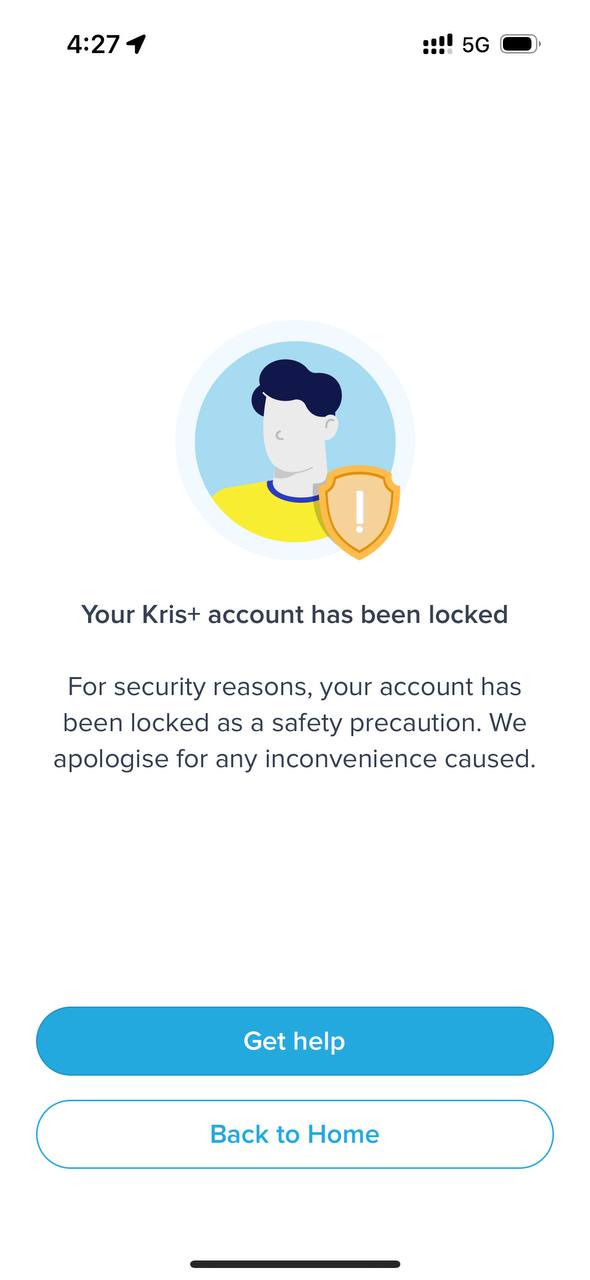 4:27
5G
Your Kris+ account has been locked
For security reasons, your account has
been locked as a safety precaution. We
apologise for any inconvenience caused.
Get help
Back to Home